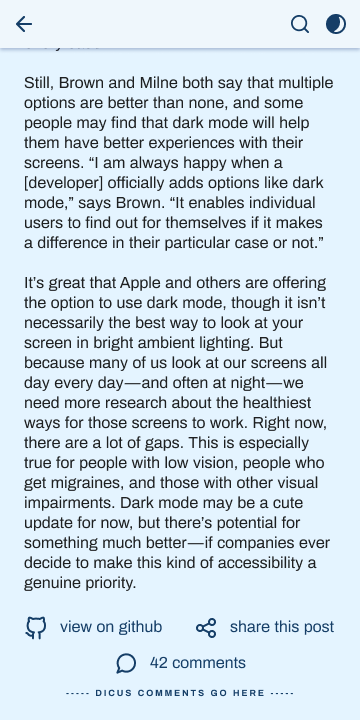 Still, Brown and Milne both say that multiple
options are better than none, and some
people may find that dark mode will help
them have better experiences with their
screens. “I am always happy when a
[developer] officially adds options like dark
mode,” says Brown. “It enables individual
users to find out for themselves if it makes
a difference in their particular case or not.”
It’s great that Apple and others are offering
the option to use dark mode, though it isn’t
necessarily the best way to look at your
screen in bright ambient lighting. But
because many of us look at our screens all
day every day—and often at night—we
need more research about the healthiest
ways for those screens to work. Right now,
there are a lot of gaps. This is especially
true for people with low vision, people who
get migraines, and those with other visual
impairments. Dark mode may be a cute
update for now, but there’s potential for
something much better—if companies ever
decide to make this kind of accessibility a
genuine priority.
view on github share this post
42 comments
----- DICUS COMMENTS GO HERE -----